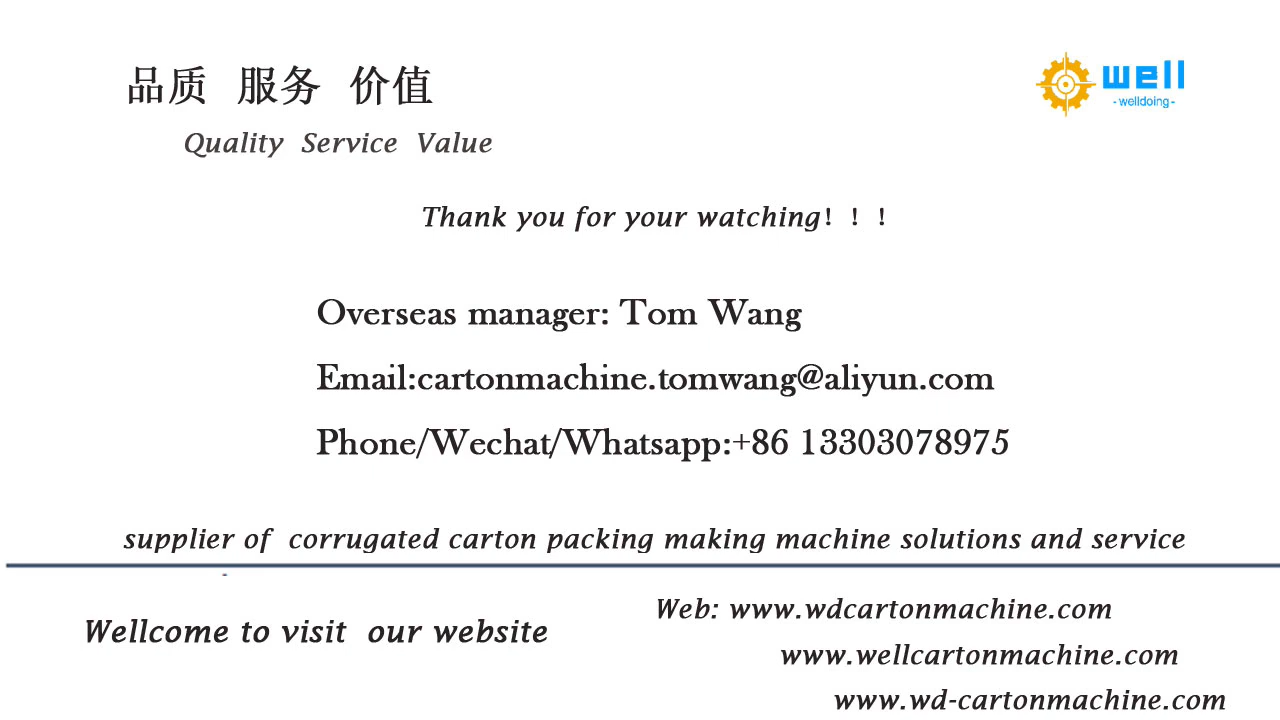 品质 服务 价值
well
-welldoing-
Quality Service Value
Thank you for your watching！！！
Overseas manager: Tom Wang
Email:cartonmachine.tomwang@aliyun.com
Phone/Wechat/Whatsapp:+86 13303078975
supplier of corrugated carton packing making machine solutions and service
Wellcome to visit our website
Web: www.wdcartonmachine.com
www.wellcartonmachine.com
www.wd-cartonmachine.com